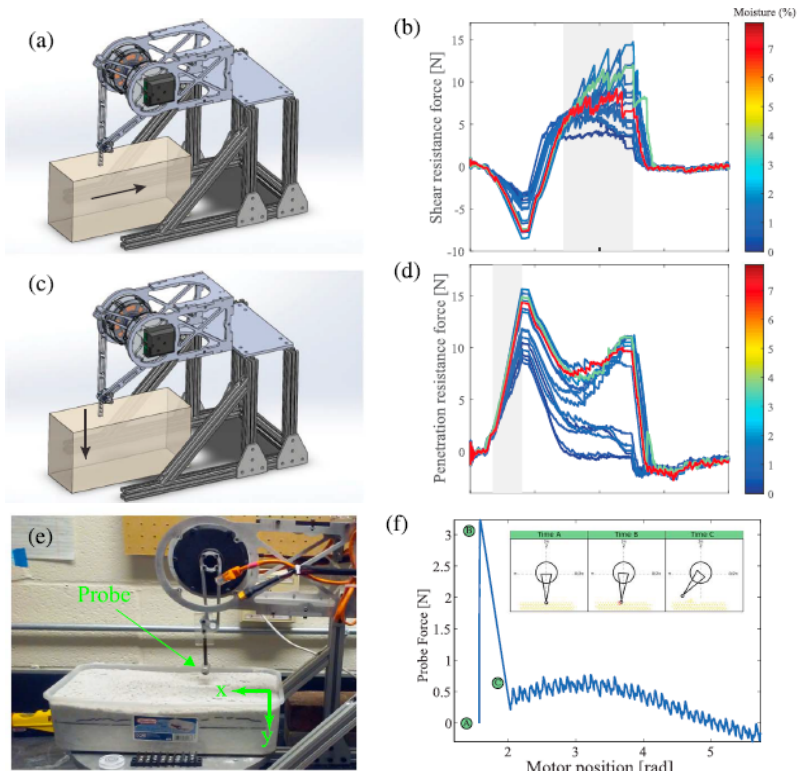 (a)
(b)
Moisture (%)
Shear resistance force [N]
15
10
5
0
-5
-10
7
6
5
4
3
2
1
0
(c)
(d)
Penetration resistance force [N]
15
10
5
0
7
6
5
4
3
2
1
0
(e)
Probe
x
y
(f)
Probe Force [N]
3
2.5
2
1.5
1
0.5
0
B
C
A
Time A
Time B
Time C
2
3
4
5
Motor position [rad]